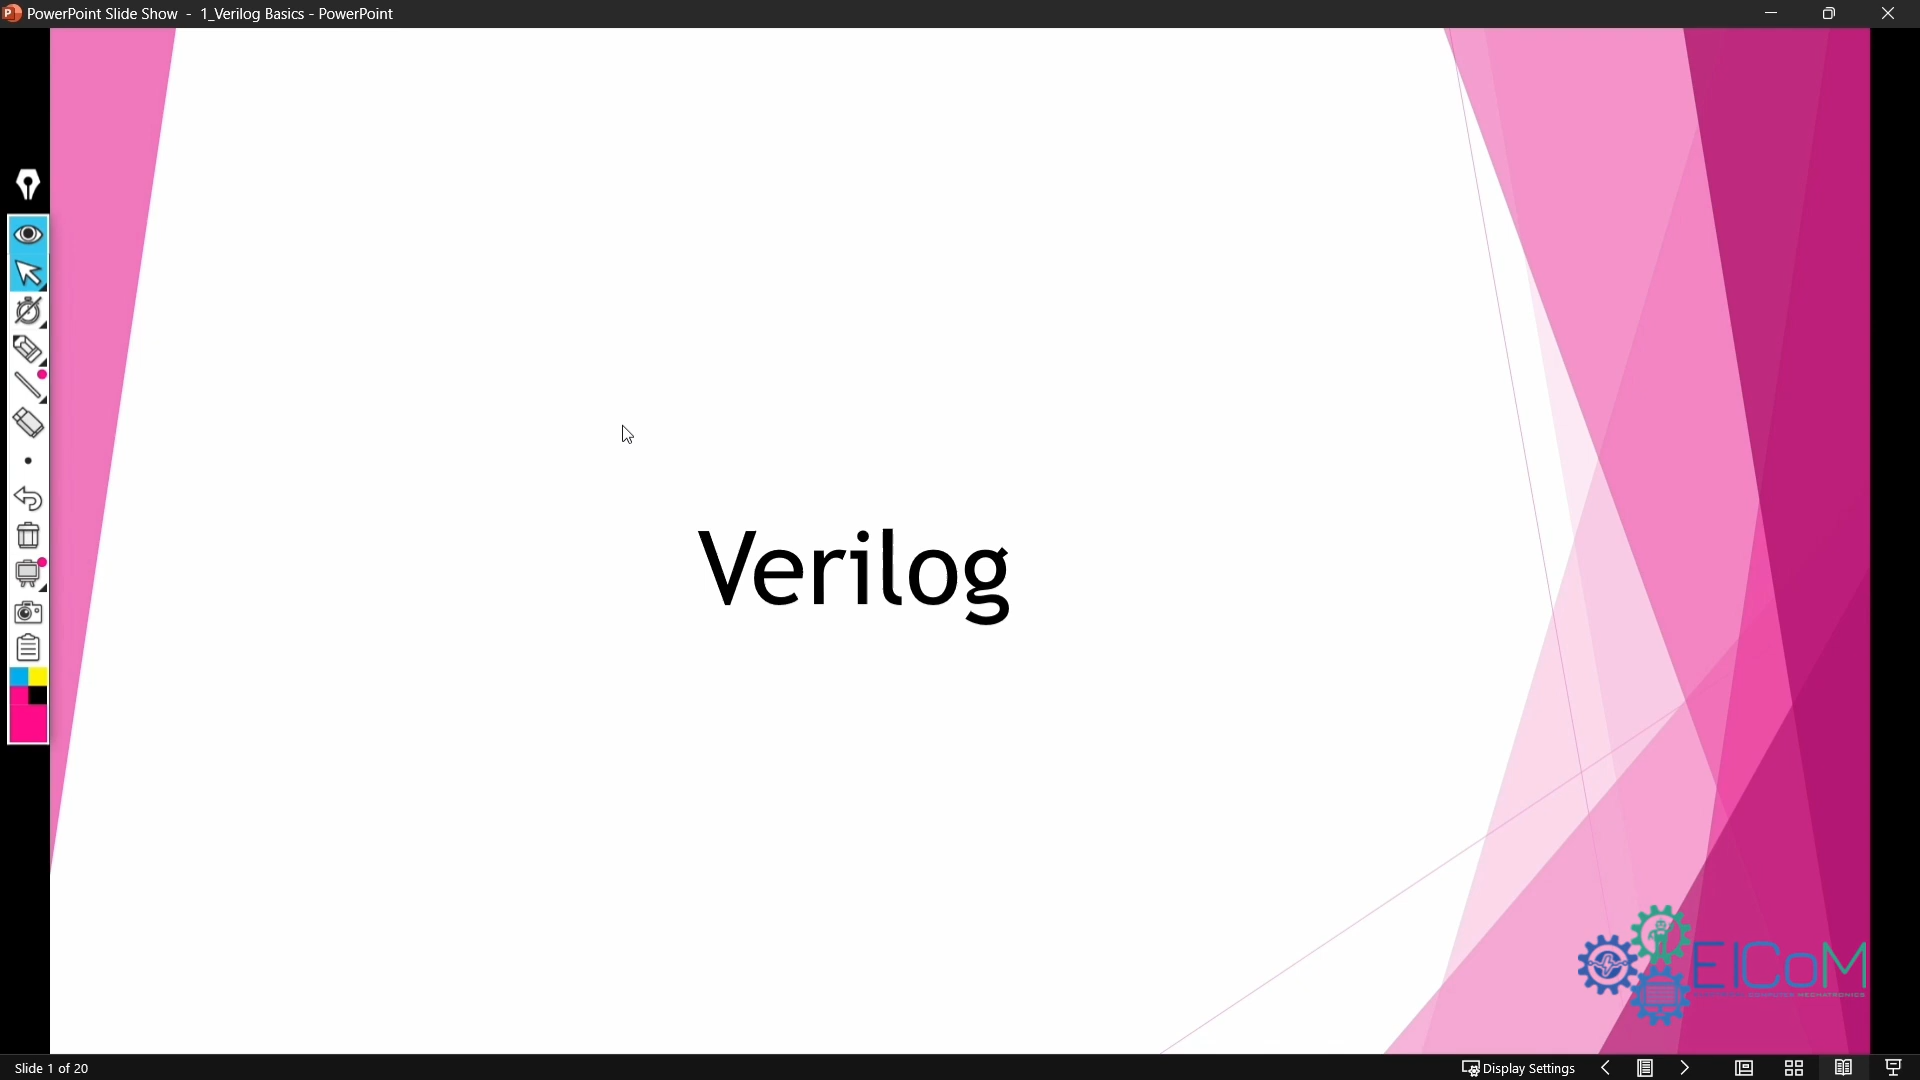 PowerPoint Slide Show - 1_Verilog Basics - PowerPoint
Verilog
EICoM
Slide 1 of 20
Display Settings